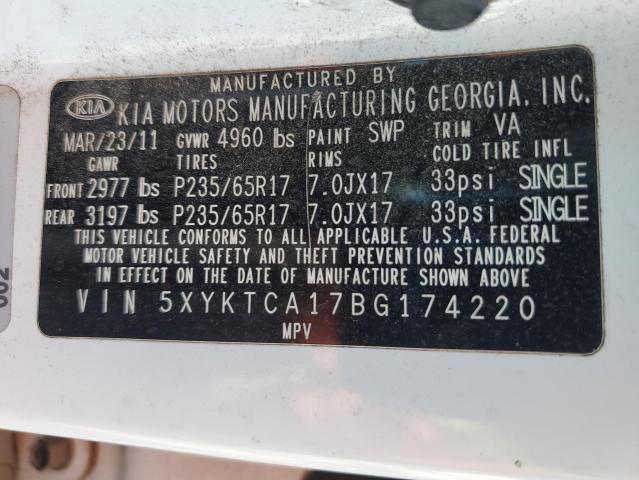 MANUFACTURED BY
KIA KIA MOTORS MANUFACTURING GEORGIA, INC.
MAR/23/11 GVWR 4960 lbs PAINT SWP TRIM VA
GAWR TIRES RIMS COLD TIRE INFL
FRONT 2977 lbs P235/65R17 7.0JX17 33psi SINGLE
REAR 3197 lbs P235/65R17 7.0JX17 33psi SINGLE
THIS VEHICLE CONFORMS TO ALL APPLICABLE U.S.A. FEDERAL
MOTOR VEHICLE SAFETY AND THEFT PREVENTION STANDARDS
IN EFFECT ON THE DATE OF MANUFACTURE SHOWN ABOVE
VIN 5XYKTCA17BG174220
MPV